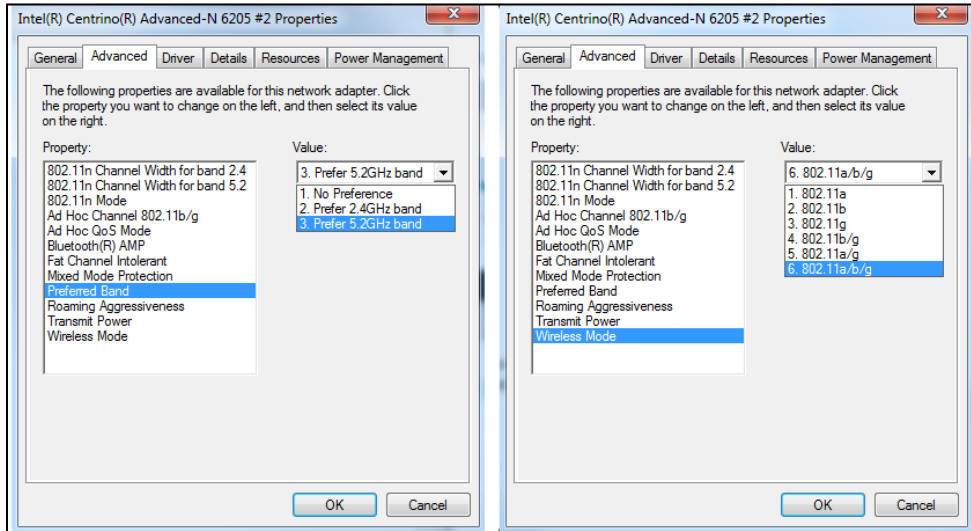 Intel(R) Centrino(R) Advanced-N 6205 #2 Properties
General Advanced Driver Details Resources Power Management
The following properties are available for this network adapter. Click
the property you want to change on the left, and then select its value
on the right.
Property:
802.11n Channel Width for band 2.4
802.11n Channel Width for band 5.2
802.11n Mode
Ad Hoc Channel 802.11b/g
Ad Hoc QoS Mode
Bluetooth(R) AMP
Fat Channel Intolerant
Mixed Mode Protection
Preferred Band
Roaming Aggressiveness
Transmit Power
Wireless Mode
Value:
3. Prefer 5.2GHz band
1. No Preference
2. Prefer 2.4GHz band
3. Prefer 5.2GHz band
OK Cancel
Intel(R) Centrino(R) Advanced-N 6205 #2 Properties
General Advanced Driver Details Resources Power Management
The following properties are available for this network adapter. Click
the property you want to change on the left, and then select its value
on the right.
Property:
802.11n Channel Width for band 2.4
802.11n Channel Width for band 5.2
802.11n Mode
Ad Hoc Channel 802.11b/g
Ad Hoc QoS Mode
Bluetooth(R) AMP
Fat Channel Intolerant
Mixed Mode Protection
Preferred Band
Roaming Aggressiveness
Transmit Power
Wireless Mode
Value:
6. 802.11a/b/g
1. 802.11a
2. 802.11b
3. 802.11g
4. 802.11b/g
5. 802.11a/g
6. 802.11a/b/g
OK Cancel